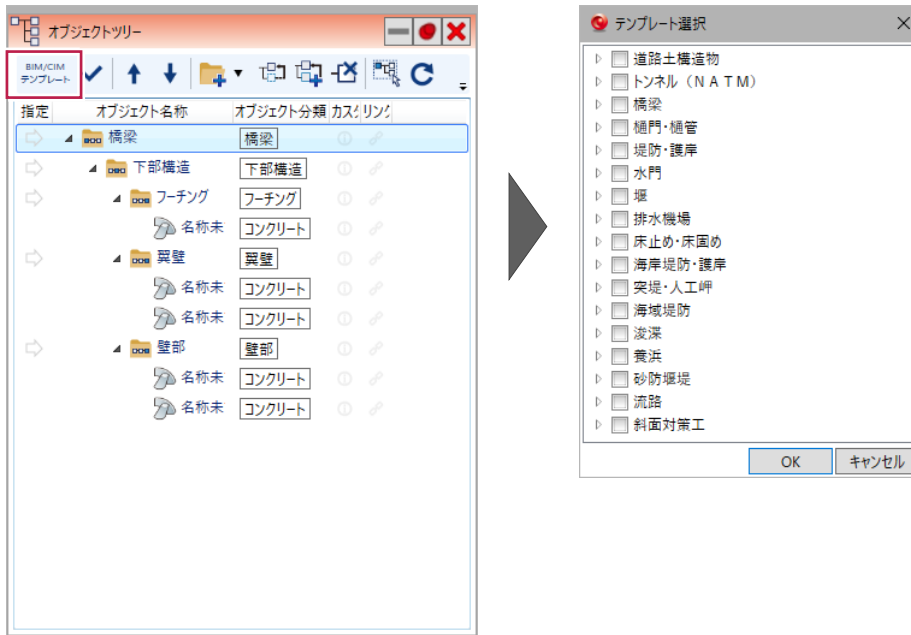 オブジェクトツリー
BIM/CIM
テンプレート
指定 オブジェクト名称 オブジェクト分類 カスタ リンク
橋梁 橋梁
下部構造 下部構造
フーチング フーチング
名称未 コンクリート
翼壁 翼壁
名称未 コンクリート
名称未 コンクリート
壁部 壁部
名称未 コンクリート
名称未 コンクリート
テンプレート選択
道路土構造物
トンネル（ＮＡＴＭ）
橋梁
樋門・樋管
堤防・護岸
水門
堰
排水機場
床止め・床固め
海岸堤防・護岸
突堤・人工岬
海域堤防
浚渫
養浜
砂防堰堤
流路
斜面対策工
OK キャンセル